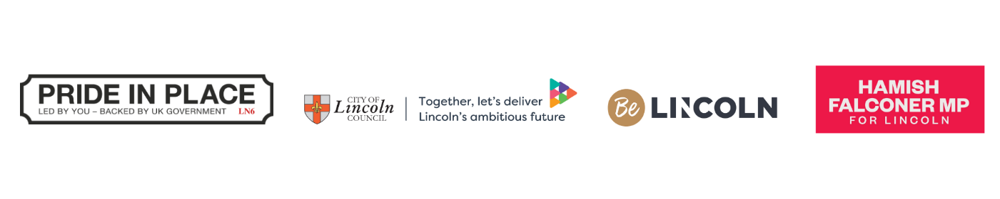 PRIDE IN PLACE
LED BY YOU – BACKED BY UK GOVERNMENT LN6
CITY OF
Lincoln
COUNCIL
Together, let's deliver
Lincoln's ambitious future
Be LINCOLN
HAMISH
FALCONER MP
FOR LINCOLN